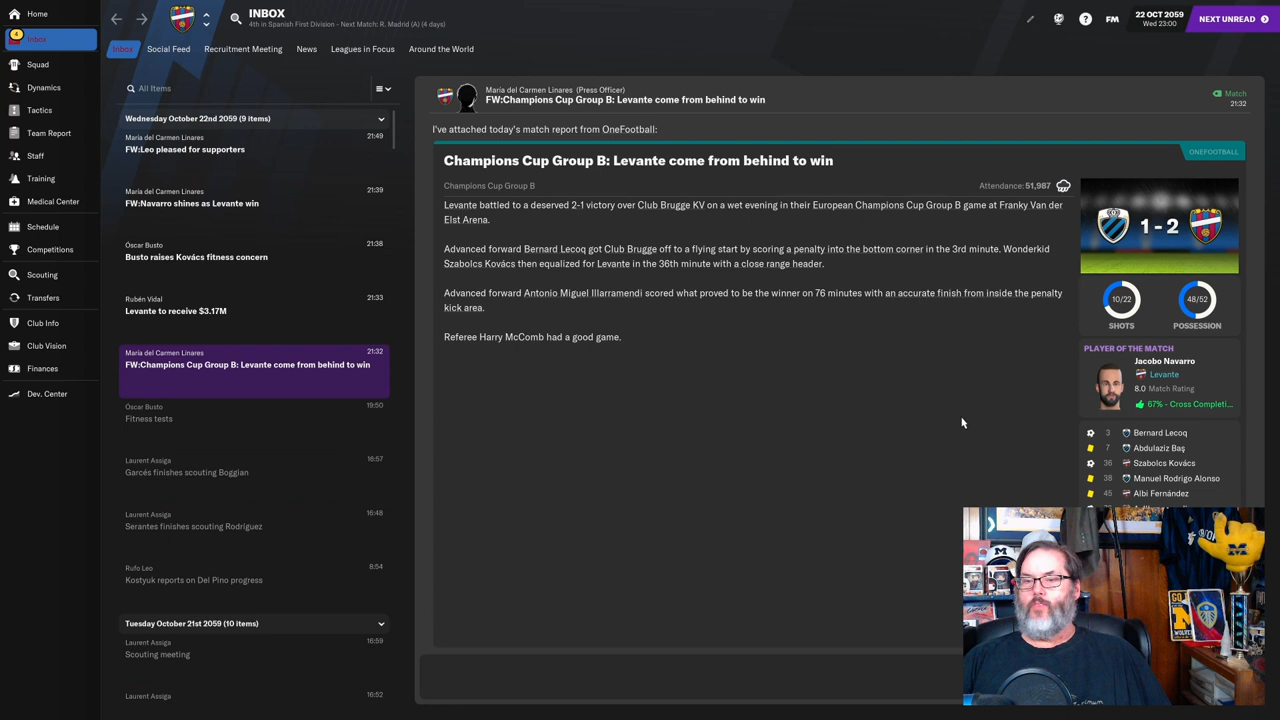 Home
Inbox
4
Squad
Dynamics
Tactics
Team Report
Staff
Training
Medical Center
Schedule
Competitions
Scouting
Transfers
Club Info
Club Vision
Finances
Dev. Center
INBOX
4th in Spanish First Division - Next Match: R. Madrid (A) (4 days)
FM
22 OCT 2059
Wed 23:00
NEXT UNREAD
Inbox
Social Feed
Recruitment Meeting
News
Leagues in Focus
Around the World
All Items
Wednesday October 22nd 2059 (9 items)
María del Carmen Linares
21:49
FW:Leo pleased for supporters
María del Carmen Linares
21:39
FW:Navarro shines as Levante win
Óscar Busto
21:38
Busto raises Kovács fitness concern
Rubén Vidal
21:33
Levante to receive $3.17M
María del Carmen Linares
21:32
FW:Champions Cup Group B: Levante come from behind to win
Óscar Busto
19:50
Fitness tests
Laurent Assiga
16:57
Garcés finishes scouting Boggian
Laurent Assiga
16:48
Serantes finishes scouting Rodríguez
Rufo Leo
8:54
Kostyuk reports on Del Pino progress
Tuesday October 21st 2059 (10 items)
Laurent Assiga
16:59
Scouting meeting
Laurent Assiga
16:52
María del Carmen Linares (Press Officer)
FW:Champions Cup Group B: Levante come from behind to win
Match
21:32
I've attached today's match report from OneFootball:
Champions Cup Group B: Levante come from behind to win
ONEFOOTBALL
Champions Cup Group B
Attendance: 51,987
Levante battled to a deserved 2-1 victory over Club Brugge KV on a wet evening in their European Champions Cup Group B game at Franky Van der
Elst Arena.
Advanced forward Bernard Lecoq got Club Brugge off to a flying start by scoring a penalty into the bottom corner in the 3rd minute. Wonderkid
Szabolcs Kovács then equalized for Levante in the 36th minute with a close range header.
Advanced forward Antonio Miguel Illarramendi scored what proved to be the winner on 76 minutes with an accurate finish from inside the penalty
kick area.
Referee Harry McComb had a good game.
1 - 2
10/22
48/52
SHOTS
POSSESSION
PLAYER OF THE MATCH
Jacobo Navarro
Levante
8.0 Match Rating
67% - Cross Completi...
3 Bernard Lecoq
7 Abdulaziz Baş
36 Szabolcs Kovács
38 Manuel Rodrigo Alonso
45 Albi Fernández